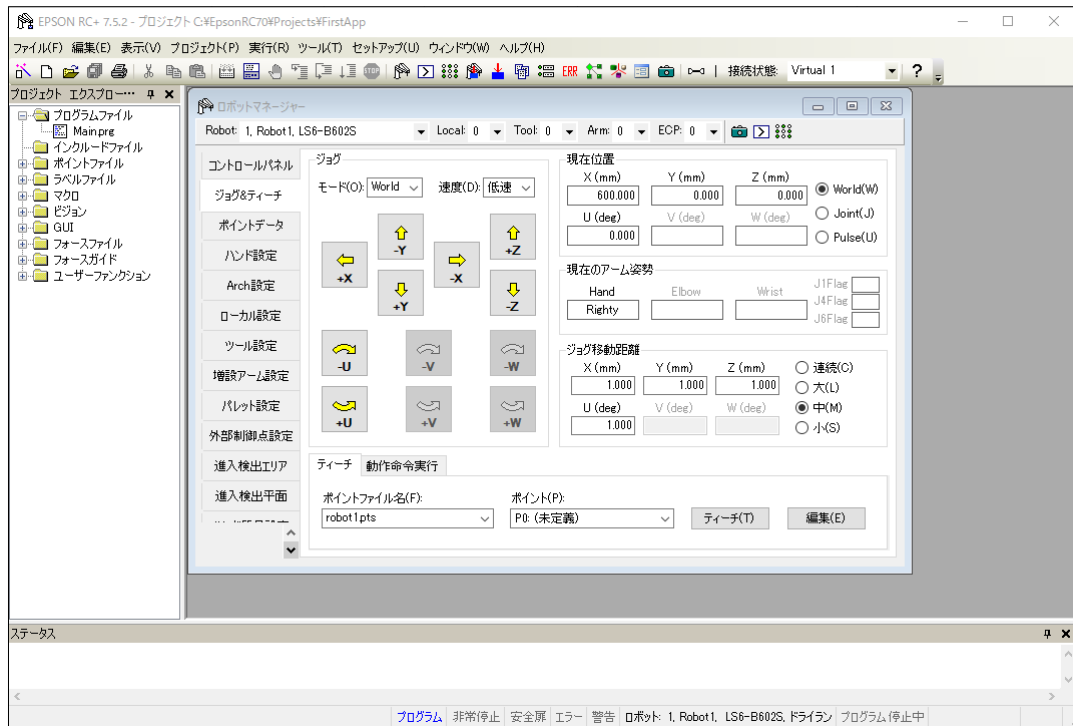 EPSON RC+ 7.5.2 - プロジェクト C:¥EpsonRC70¥Projects¥FirstApp
ファイル(F) 編集(E) 表示(V) プロジェクト(P) 実行(R) ツール(T) セットアップ(U) ウィンドウ(W) ヘルプ(H)
ERR 接続状態: Virtual 1
プロジェクト エクスプロー…
プログラムファイル
Main.prg
インクルードファイル
ポイントファイル
ラベルファイル
マクロ
ビジョン
GUI
フォースファイル
フォースガイド
ユーザーファンクション
ロボットマネージャー
Robot: 1, Robot1, LS6-B602S Local: 0 Tool: 0 Arm: 0 ECP: 0
コントロールパネル
ジョグ&ティーチ
ポイントデータ
ハンド設定
Arch設定
ローカル設定
ツール設定
増設アーム設定
パレット設定
外部制御点設定
進入検出エリア
進入検出平面
ジョグ
モード(O): World 速度(D): 低速
-Y +Z
+X -X
+Y -Z
-U -V -W
+U +V +W
現在位置
X (mm) Y (mm) Z (mm)
600.000 0.000 0.000
U (deg) V (deg) W (deg)
0.000
World(W)
Joint(J)
Pulse(U)
現在のアーム姿勢
Hand Elbow Wrist
Righty
J1Flag
J4Flag
J6Flag
ジョグ移動距離
X (mm) Y (mm) Z (mm)
1.000 1.000 1.000
U (deg) V (deg) W (deg)
1.000
連続(C)
大(L)
中(M)
小(S)
ティーチ 動作命令実行
ポイントファイル名(F): ポイント(P):
robot1.pts P0: (未定義) ティーチ(T) 編集(E)
ステータス
プログラム 非常停止 安全扉 エラー 警告 ロボット: 1, Robot1, LS6-B602S, ドライラン プログラム停止中